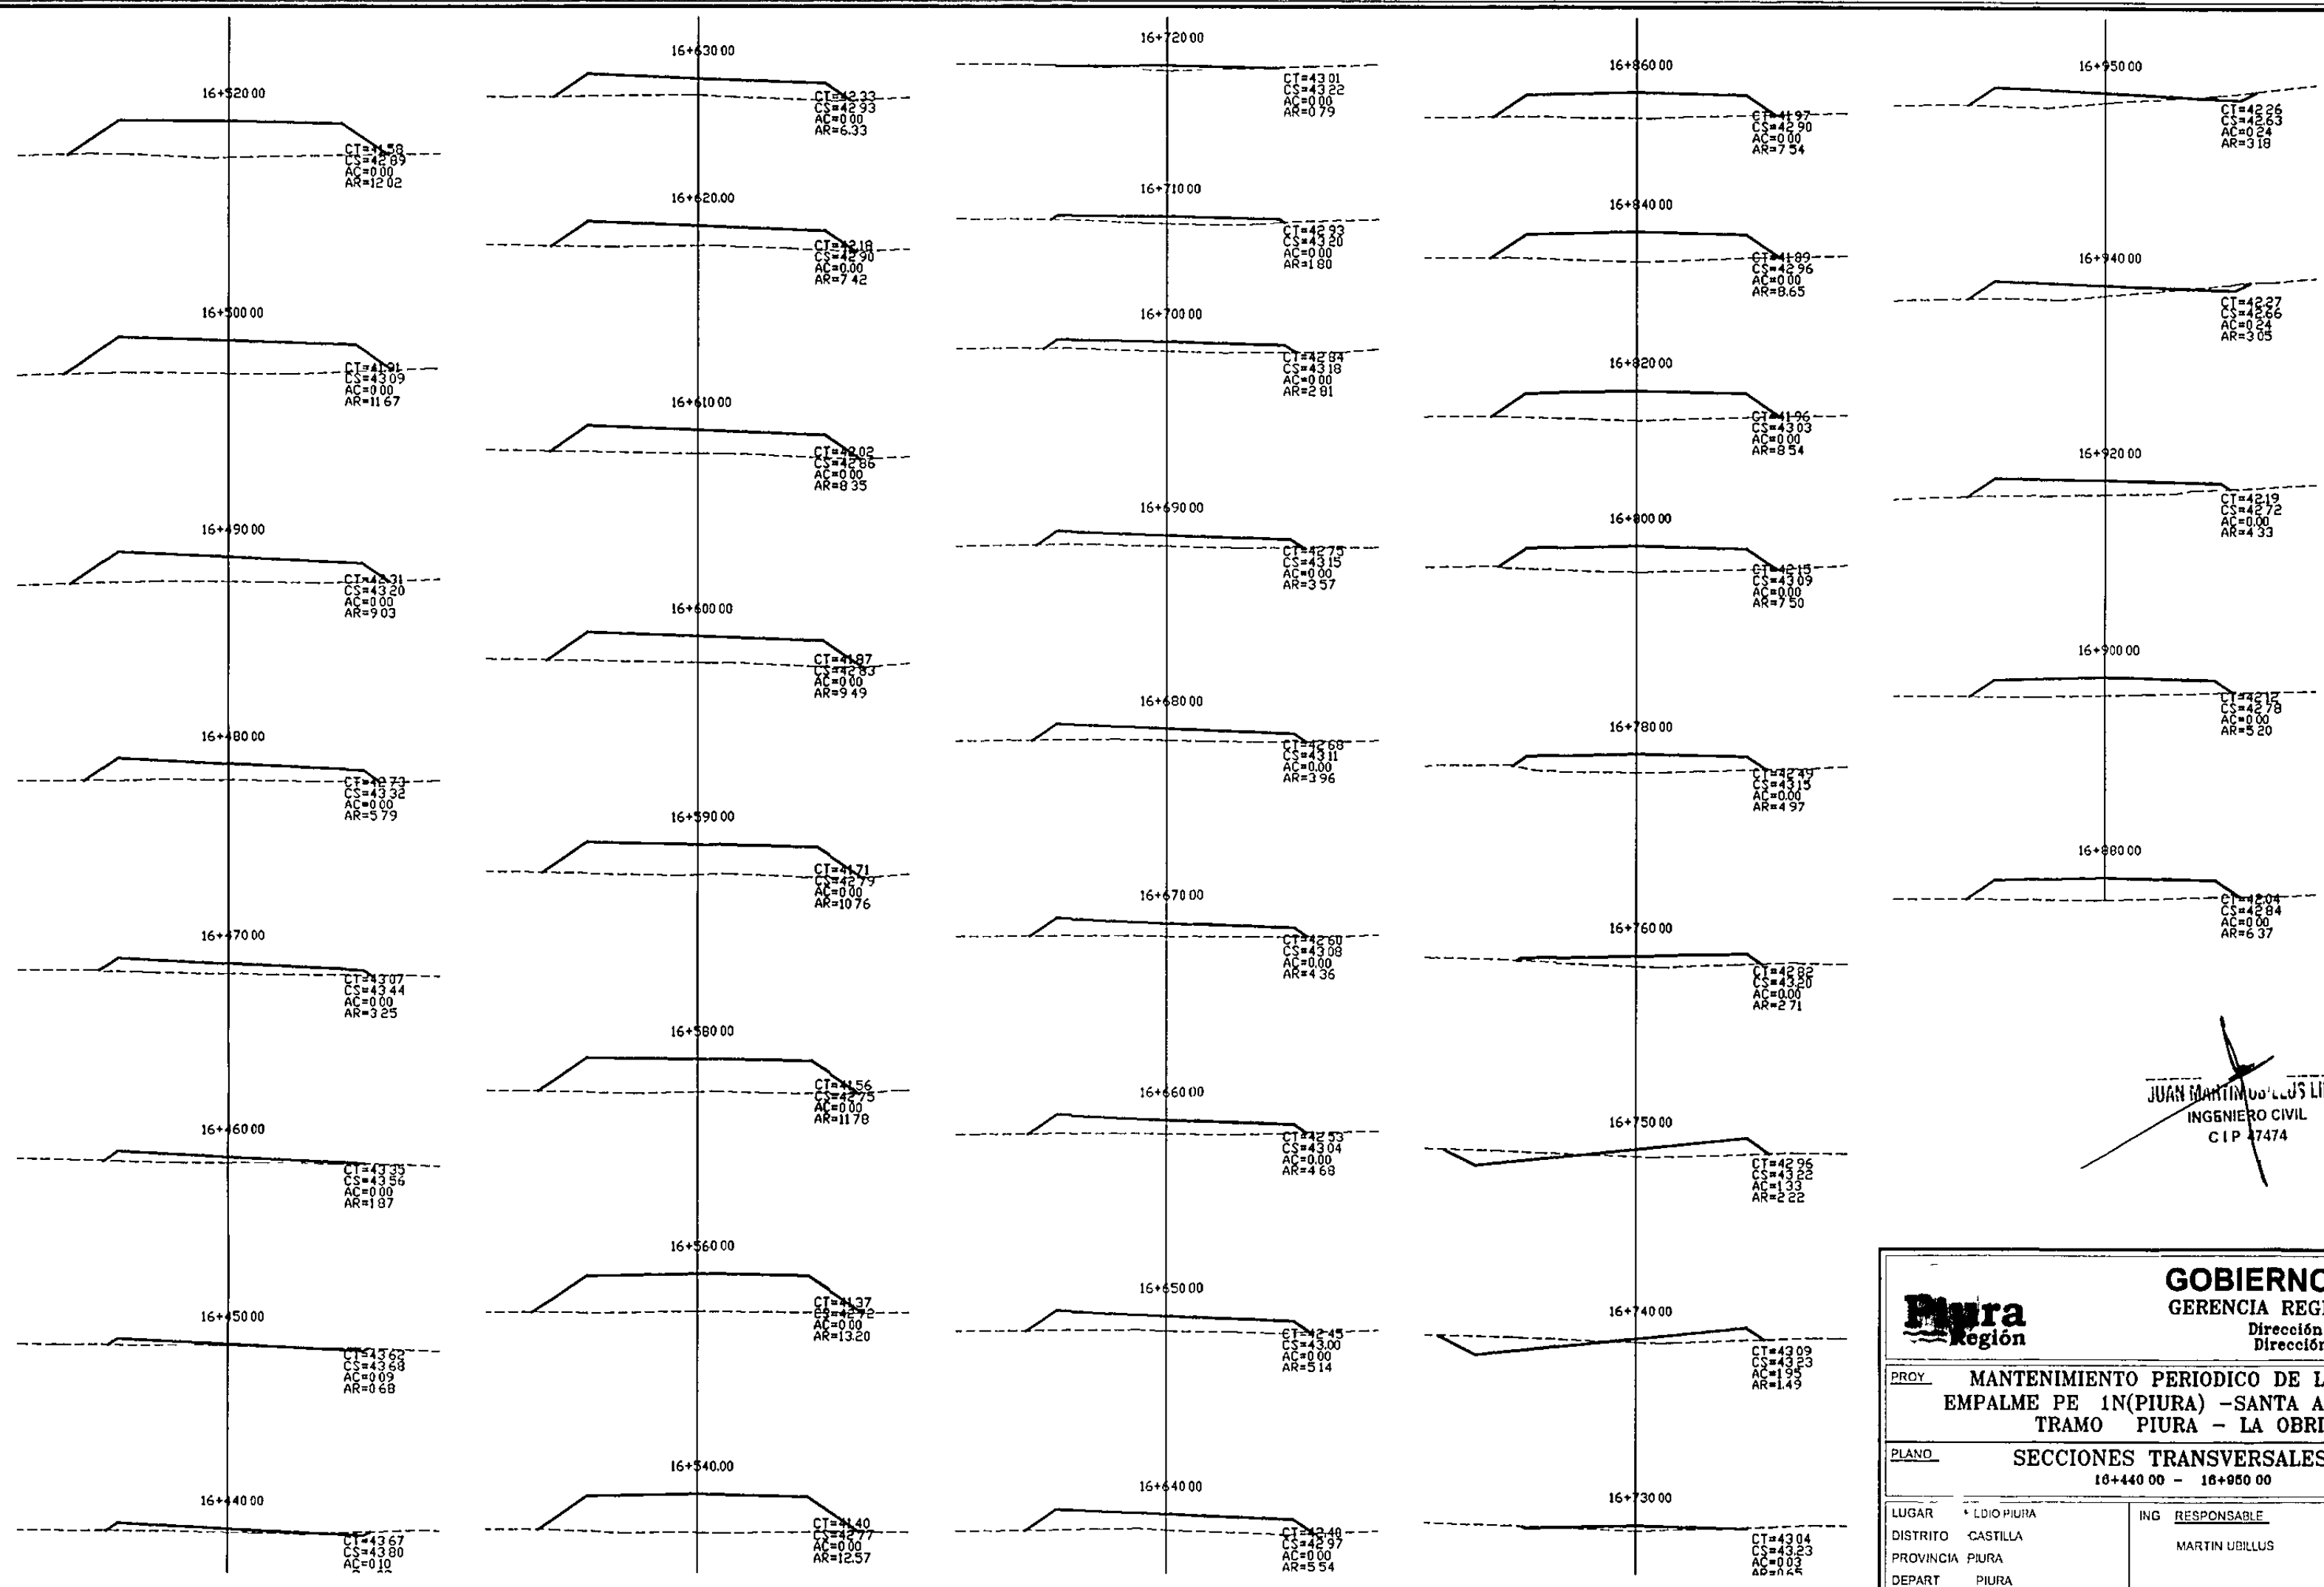 16+520 00
CT=41.58
CS=42 89
AC=0 00
AR=12 02
16+500 00
CT=41.91
CS=43 09
AC=0 00
AR=11 67
16+490 00
CT=42.31
CS=43 20
AC=0 00
AR=9 03
16+480 00
CT=42.73
CS=43 32
AC=0 00
AR=5 79
16+470 00
CT=43 07
CS=43 44
AC=0 00
AR=3 25
16+460 00
CT=43 35
CS=43 56
AC=0 00
AR=1 87
16+450 00
CT=43 62
CS=43 68
AC=0 09
AR=0 68
16+440 00
CT=43 67
CS=43 80
AC=0 10
16+630 00
CT=42.33
CS=42 93
AC=0 00
AR=6.33
16+620.00
CT=42.18
CS=42 90
AC=0.00
AR=7 42
16+610 00
CT=42 02
CS=42 86
AC=0 00
AR=8 35
16+600 00
CT=41.87
CS=42 83
AC=0 00
AR=9 49
16+590 00
CT=41.71
CS=42 79
AC=0 00
AR=10 76
16+580 00
CT=41.56
CS=42 75
AC=0 00
AR=11 78
16+560 00
CT=41.37
CS=42 72
AC=0 00
AR=13.20
16+540.00
CT=41.40
CS=42 77
AC=0 00
AR=12.57
16+720 00
CT=43 01
CS=43 22
AC=0 00
AR=0 79
16+710 00
CT=42 93
CS=43 20
AC=0 00
AR=1 80
16+700 00
CT=42 84
CS=43 18
AC=0 00
AR=2 81
16+690 00
CT=42 75
CS=43 15
AC=0 00
AR=3 57
16+680 00
CT=42 68
CS=43 11
AC=0.00
AR=3 96
16+670 00
CT=42 60
CS=43 08
AC=0.00
AR=4 36
16+660 00
CT=42 53
CS=43 04
AC=0.00
AR=4 68
16+650 00
CT=42 45
CS=43.00
AC=0 00
AR=5 14
16+640 00
CT=42.40
CS=42 97
AC=0 00
AR=5 54
16+860 00
CT=41 97
CS=42 90
AC=0 00
AR=7 54
16+840 00
CT=41 89
CS=42 96
AC=0 00
AR=8.65
16+820 00
CT=41 96
CS=43 03
AC=0 00
AR=8 54
16+800 00
CT=42 15
CS=43 09
AC=0.00
AR=7 50
16+780 00
CT=42 49
CS=43 15
AC=0.00
AR=4 97
16+760 00
CT=42 82
CS=43.20
AC=0.00
AR=2 71
16+750 00
CT=42 96
CS=43 22
AC=1 33
AR=2 22
16+740 00
CT=43 09
CS=43.23
AC=1 95
AR=1.49
16+730 00
CT=43 04
CS=43.23
AC=0 03
AR=0.65
16+950 00
CT=42 26
CS=42.63
AC=0 24
AR=3 18
16+940 00
CT=42.27
CS=42.66
AC=0 24
AR=3 05
16+920 00
CT=42.19
CS=42 72
AC=0.00
AR=4 33
16+900 00
CT=42.12
CS=42 78
AC=0 00
AR=5 20
16+880 00
CT=42.04
CS=42 84
AC=0 00
AR=6 37
JUAN MARTIN
INGENIERO CIVIL
CIP 47474
Piura
Región
GOBIERNO
GERENCIA REGI
Dirección
Dirección
PROY MANTENIMIENTO PERIODICO DE L
EMPALME PE 1N(PIURA) -SANTA A
TRAMO PIURA - LA OBRI
PLANO SECCIONES TRANSVERSALES
16+440 00 - 16+950 00
LUGAR PIURA
DISTRITO CASTILLA
PROVINCIA PIURA
DEPART PIURA
ING RESPONSABLE
MARTIN UBILLUS